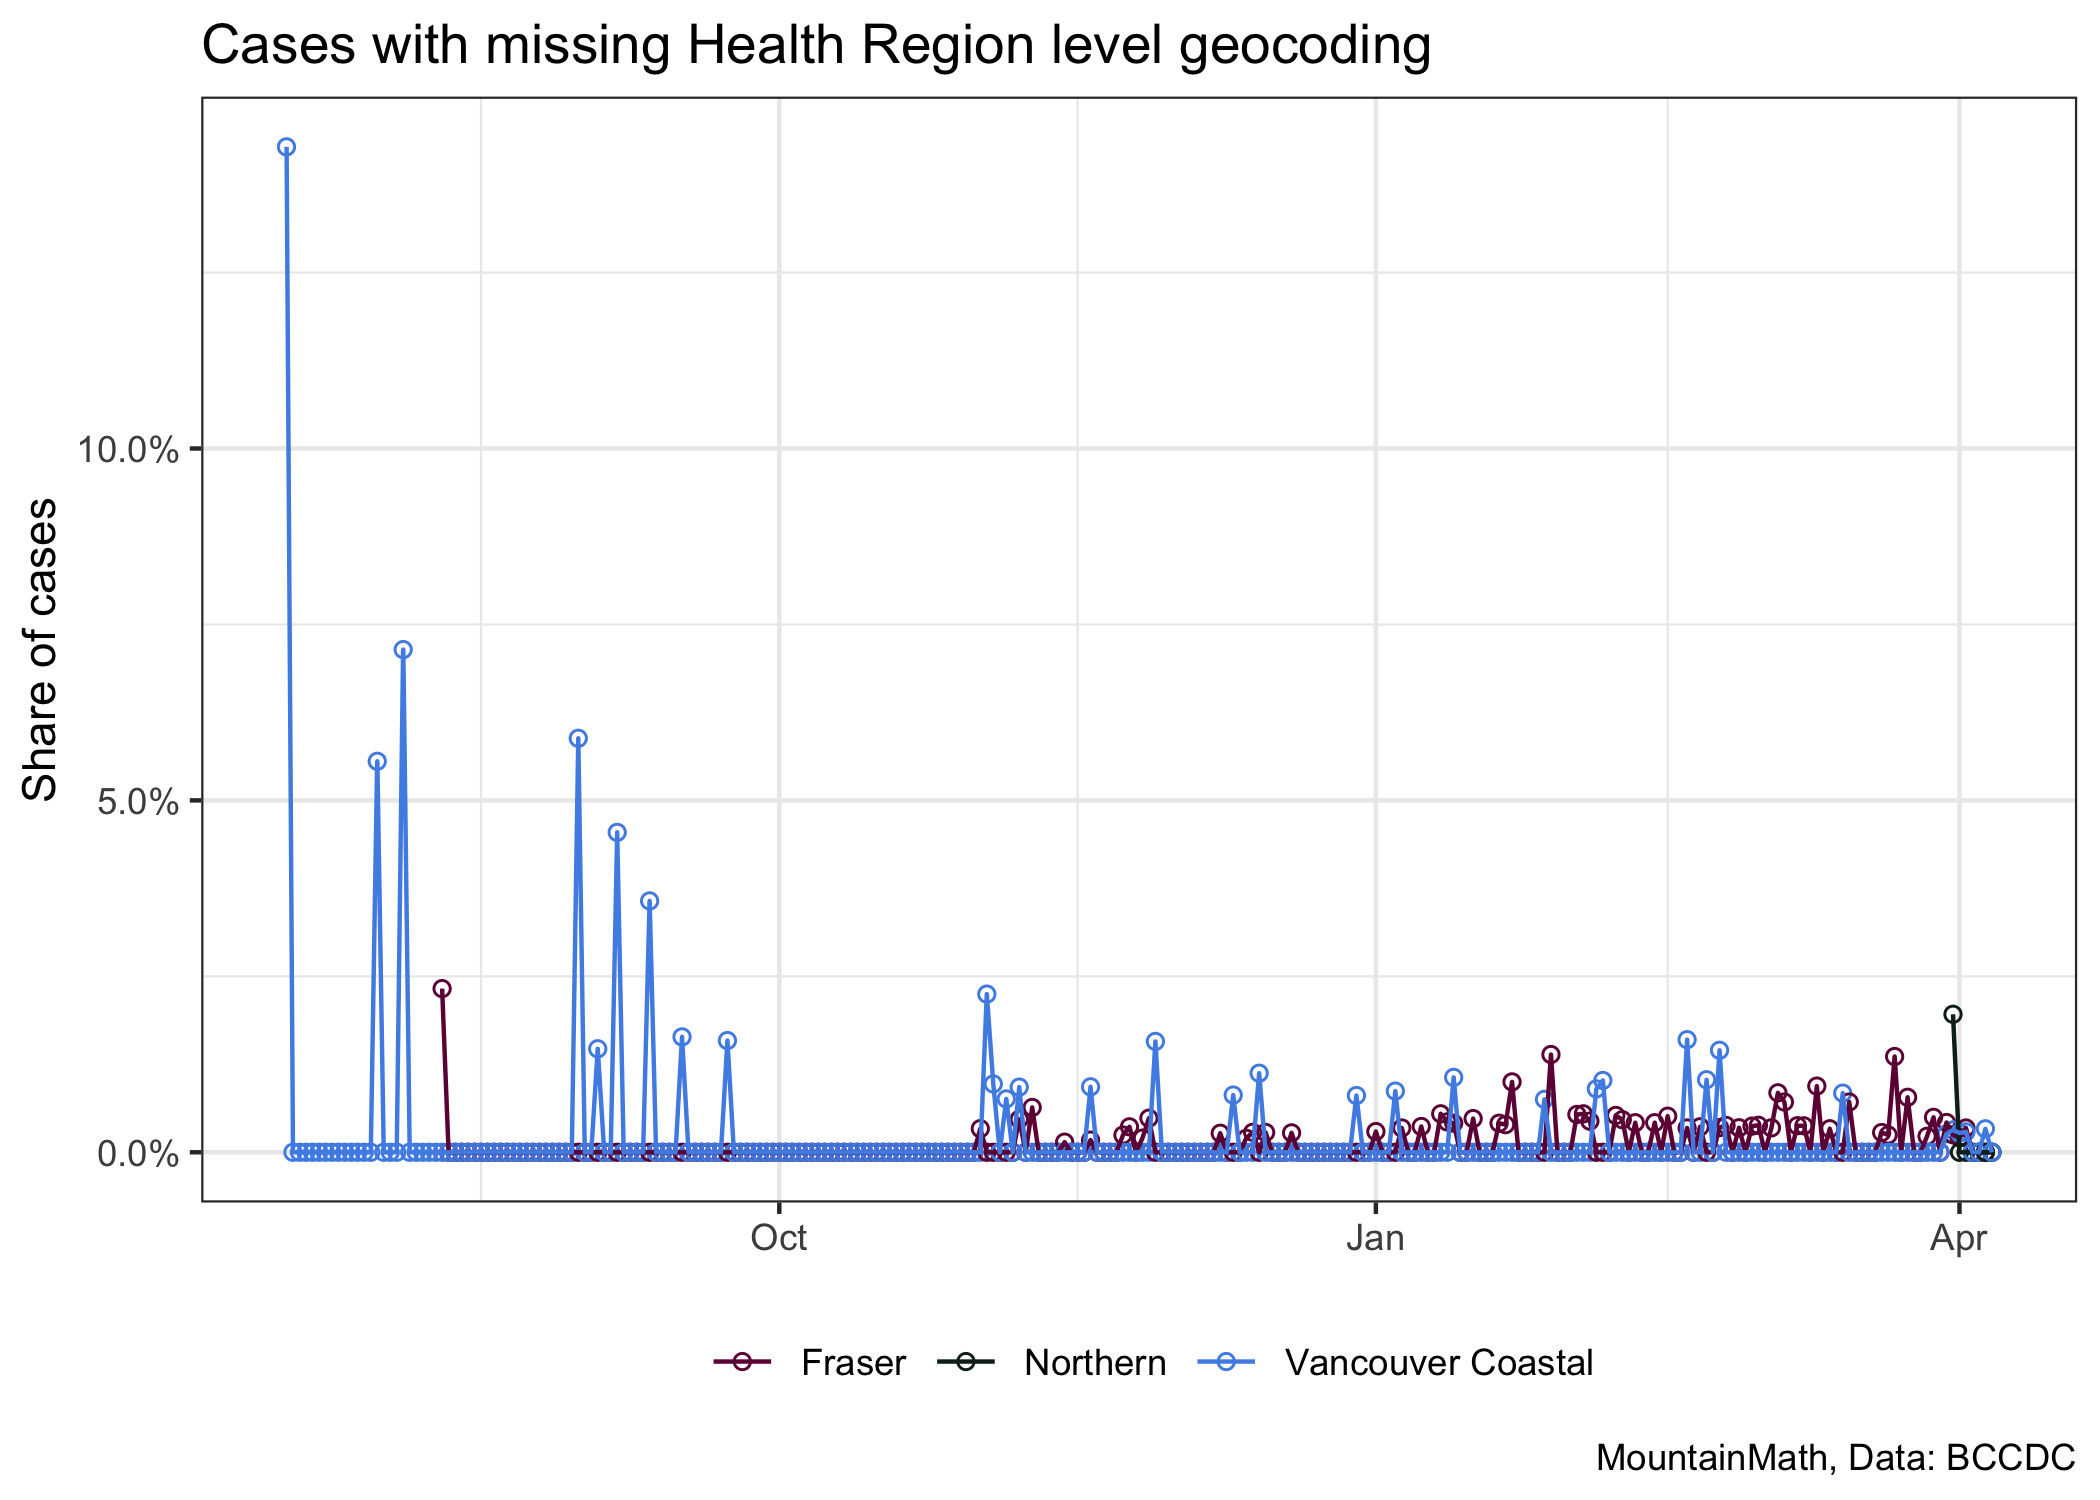 Cases with missing Health Region level geocoding
Share of cases
10.0%
5.0%
0.0%
Oct
Jan
Apr
Fraser
Northern
Vancouver Coastal
MountainMath, Data: BCCDC